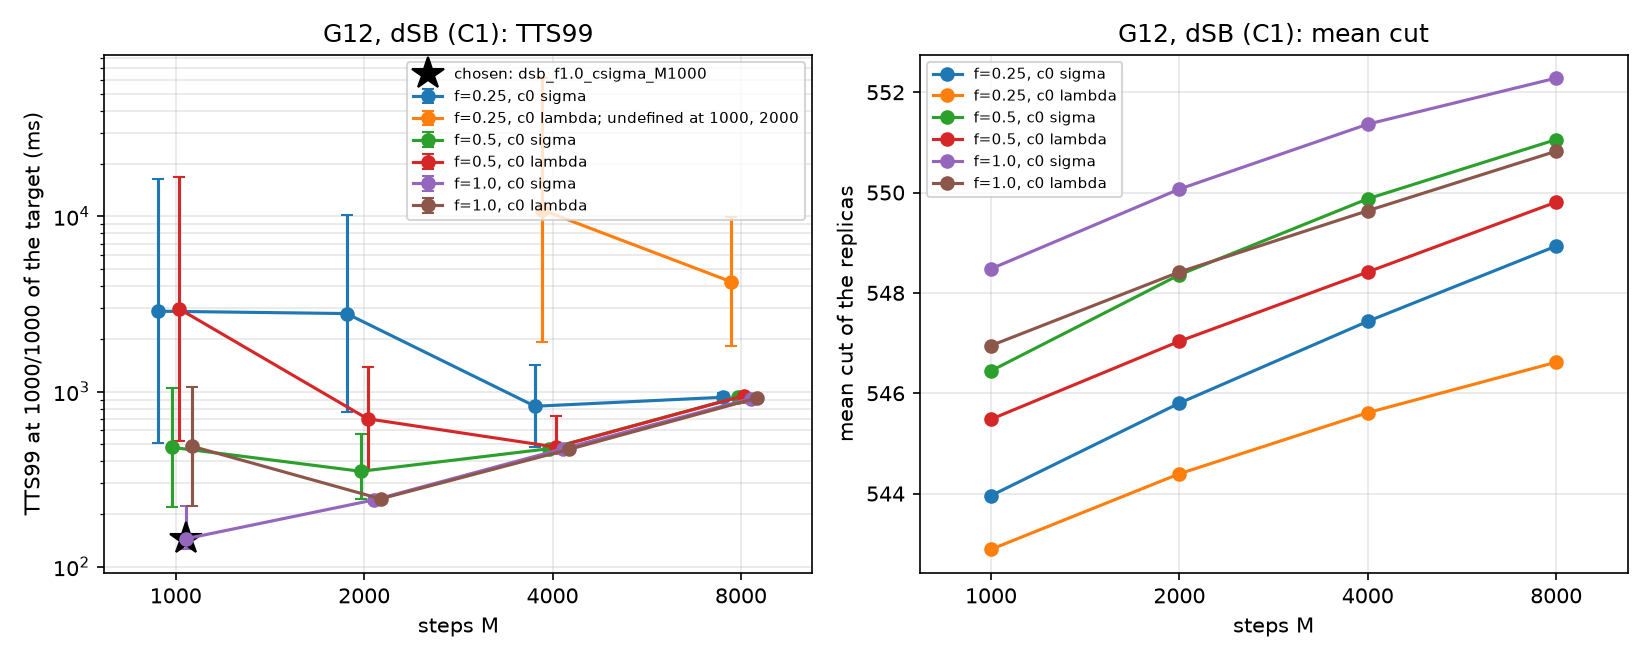 G12, dSB (C1): TTS99
TTS99 at 1000/1000 of the target (ms)
10^4
10^3
10^2
chosen: dsb_f1.0_csigma_M1000
f=0.25, c0 sigma
f=0.25, c0 lambda; undefined at 1000, 2000
f=0.5, c0 sigma
f=0.5, c0 lambda
f=1.0, c0 sigma
f=1.0, c0 lambda
1000 2000 4000 8000
steps M
G12, dSB (C1): mean cut
mean cut of the replicas
552
550
548
546
544
f=0.25, c0 sigma
f=0.25, c0 lambda
f=0.5, c0 sigma
f=0.5, c0 lambda
f=1.0, c0 sigma
f=1.0, c0 lambda
1000 2000 4000 8000
steps M